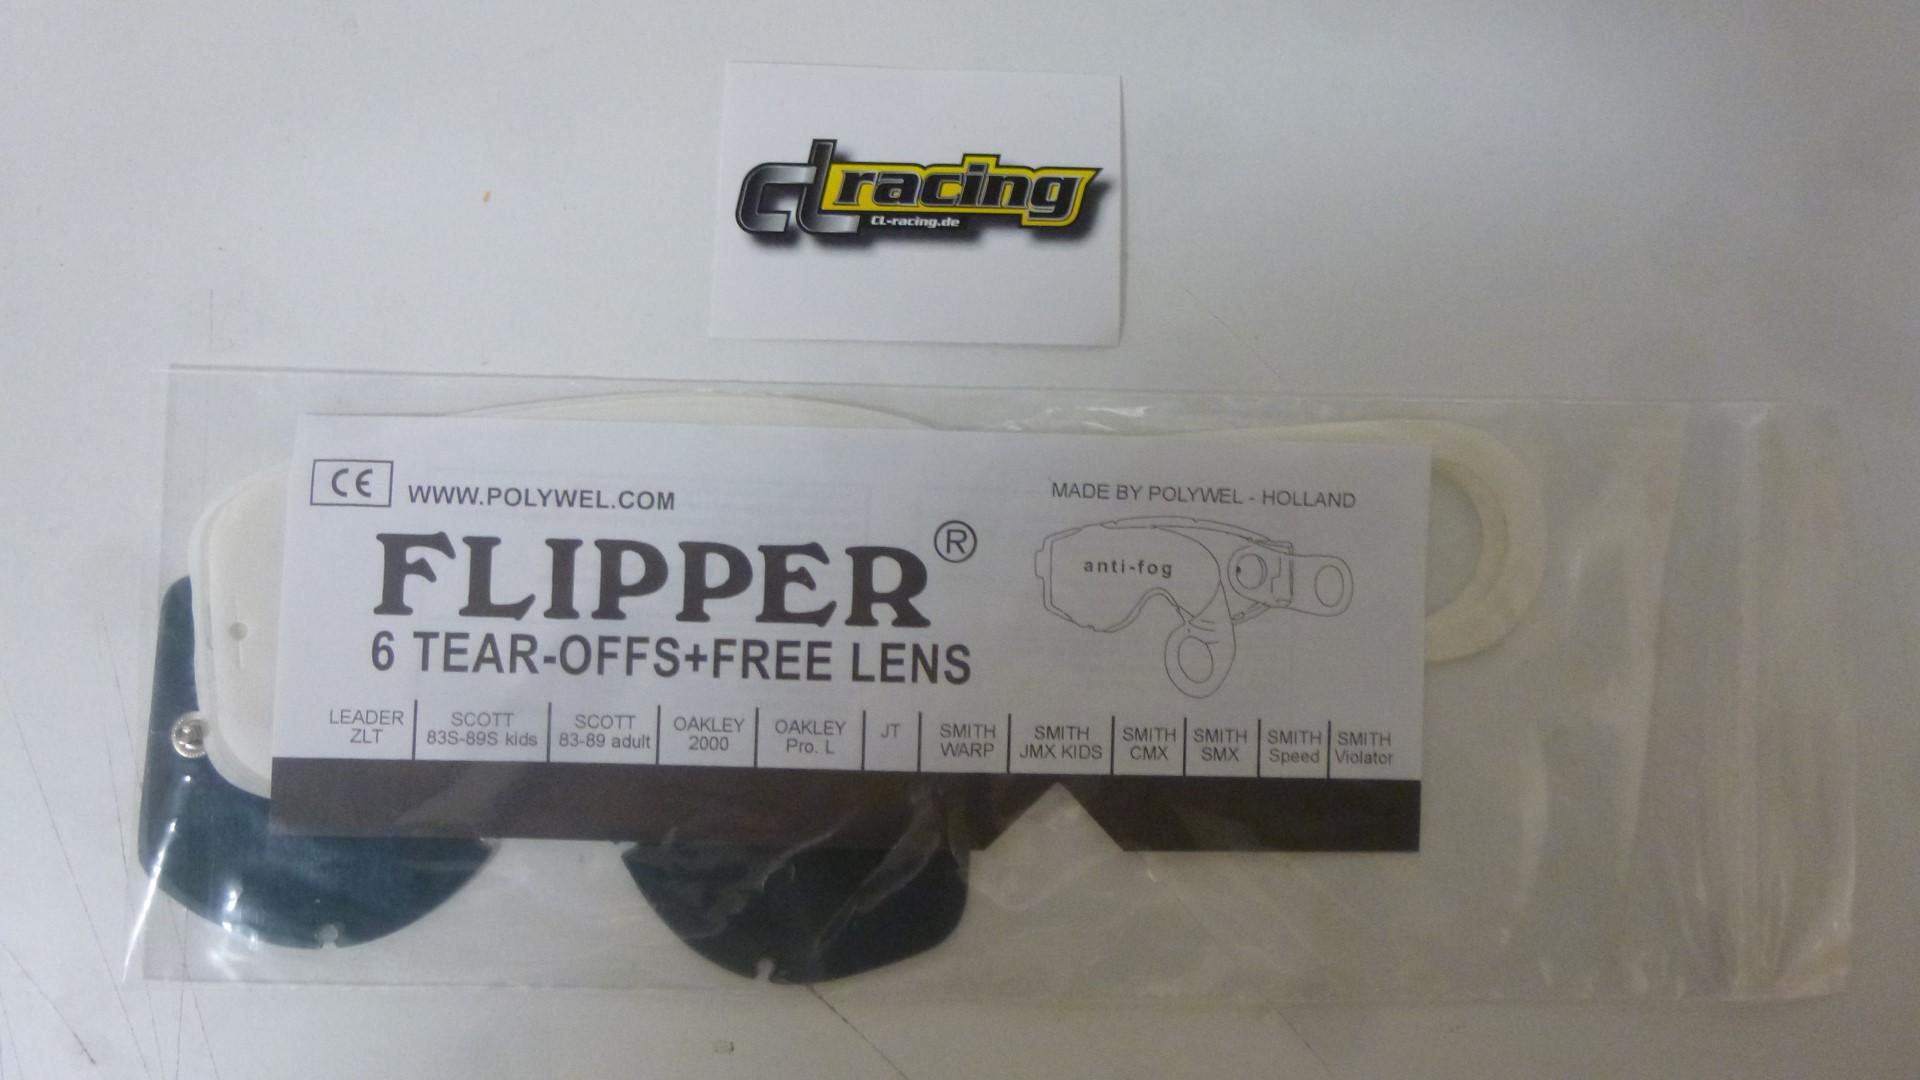 CL racing
CL-racing.de
CE WWW.POLYWEL.COM
MADE BY POLYWEL - HOLLAND
FLIPPER®
6 TEAR-OFFS+FREE LENS
anti-fog
LEADER ZLT
SCOTT 83S-89S kids
SCOTT 83-89 adult
OAKLEY 2000
OAKLEY Pro. L
JT
SMITH WARP
SMITH JMX KIDS
SMITH CMX
SMITH SMX
SMITH Speed
SMITH Violator